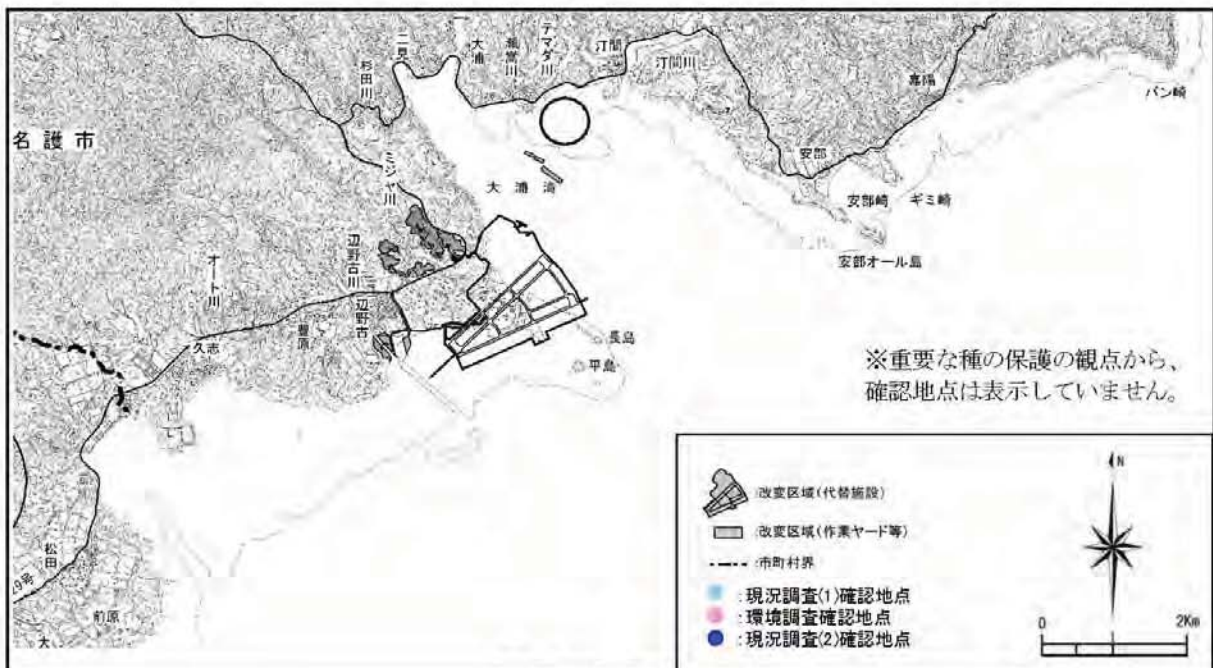 名護市
杉田川
二見
大浦
テマダ川
汀間
汀間川
嘉陽
バン崎
ミジャ川
大浦湾
安部
安部崎
ギミ崎
安部オール島
辺野古川
辺野古
オート川
久志
豊原
長島
平島
松田
前原
大
※重要な種の保護の観点から、
確認地点は表示していません。
:改変区域(代替施設)
:改変区域(作業ヤード等)
:市町村界
:現況調査(1)確認地点
:環境調査確認地点
:現況調査(2)確認地点
N
0 2Km